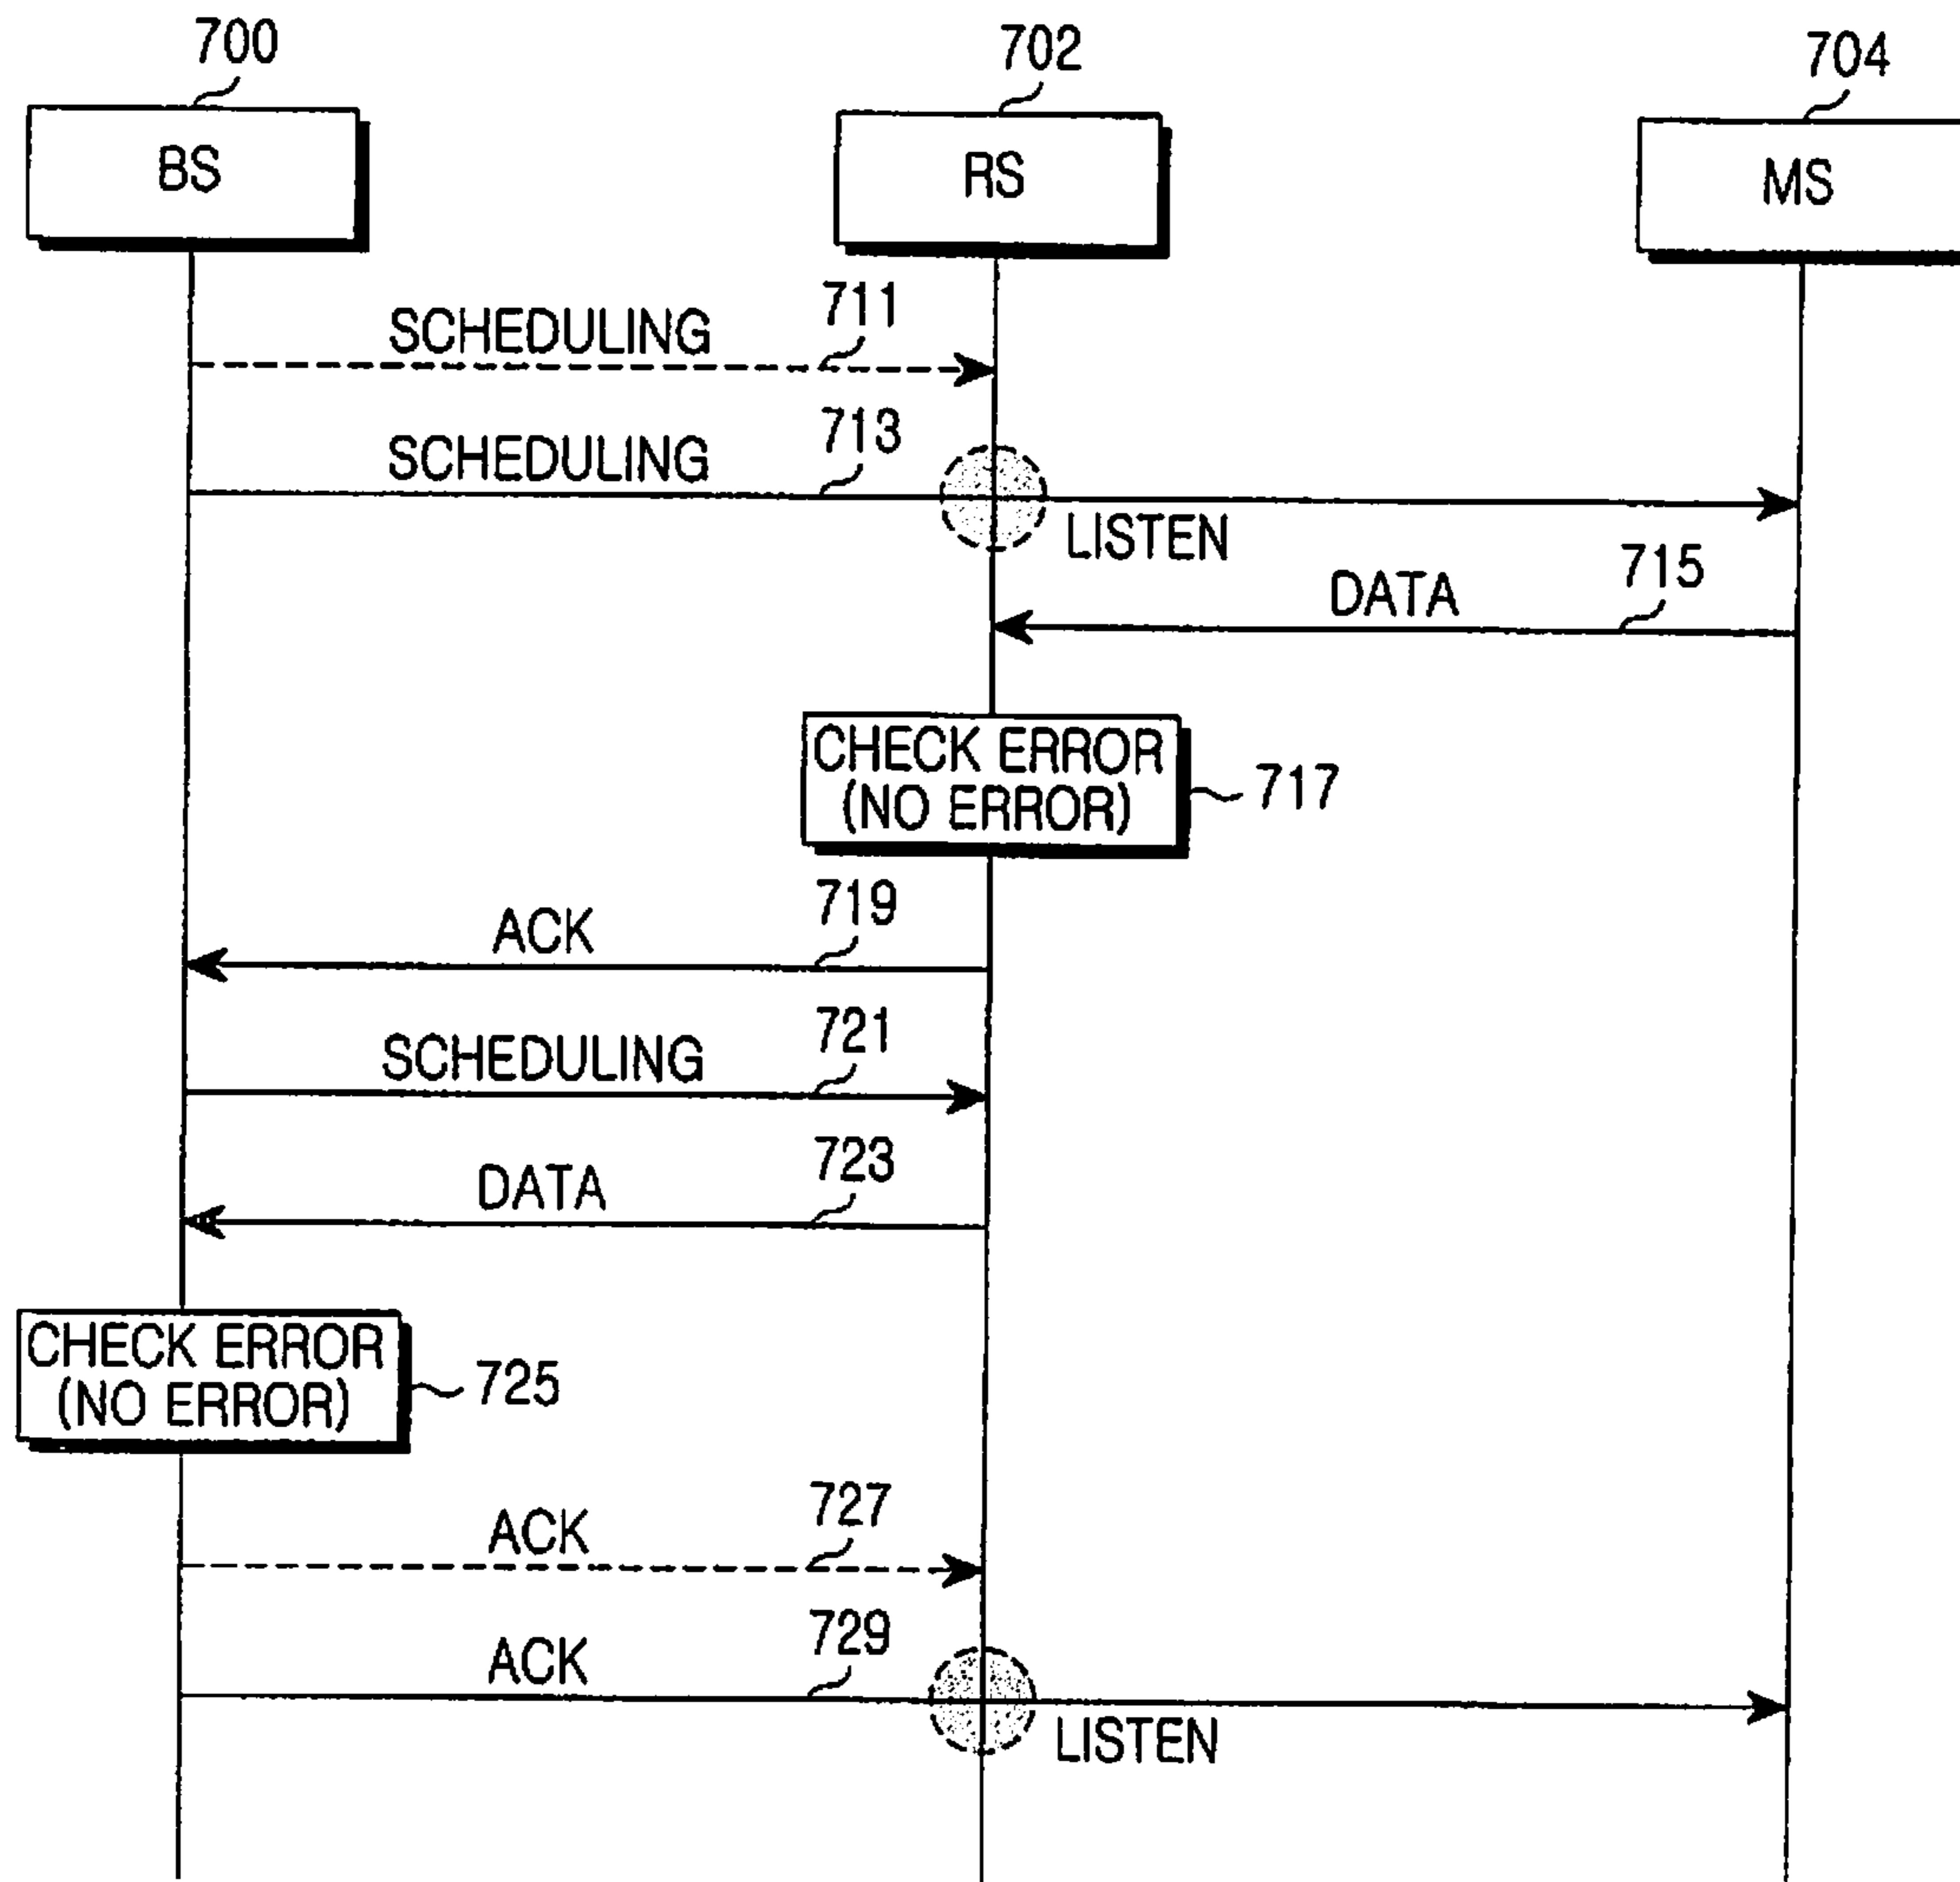 700
702
704
BS
RS
MS
SCHEDULING
711
SCHEDULING
713
LISTEN
DATA
715
CHECK ERROR
(NO ERROR)
717
ACK
719
SCHEDULING
721
DATA
723
CHECK ERROR
(NO ERROR)
725
ACK
727
ACK
729
LISTEN